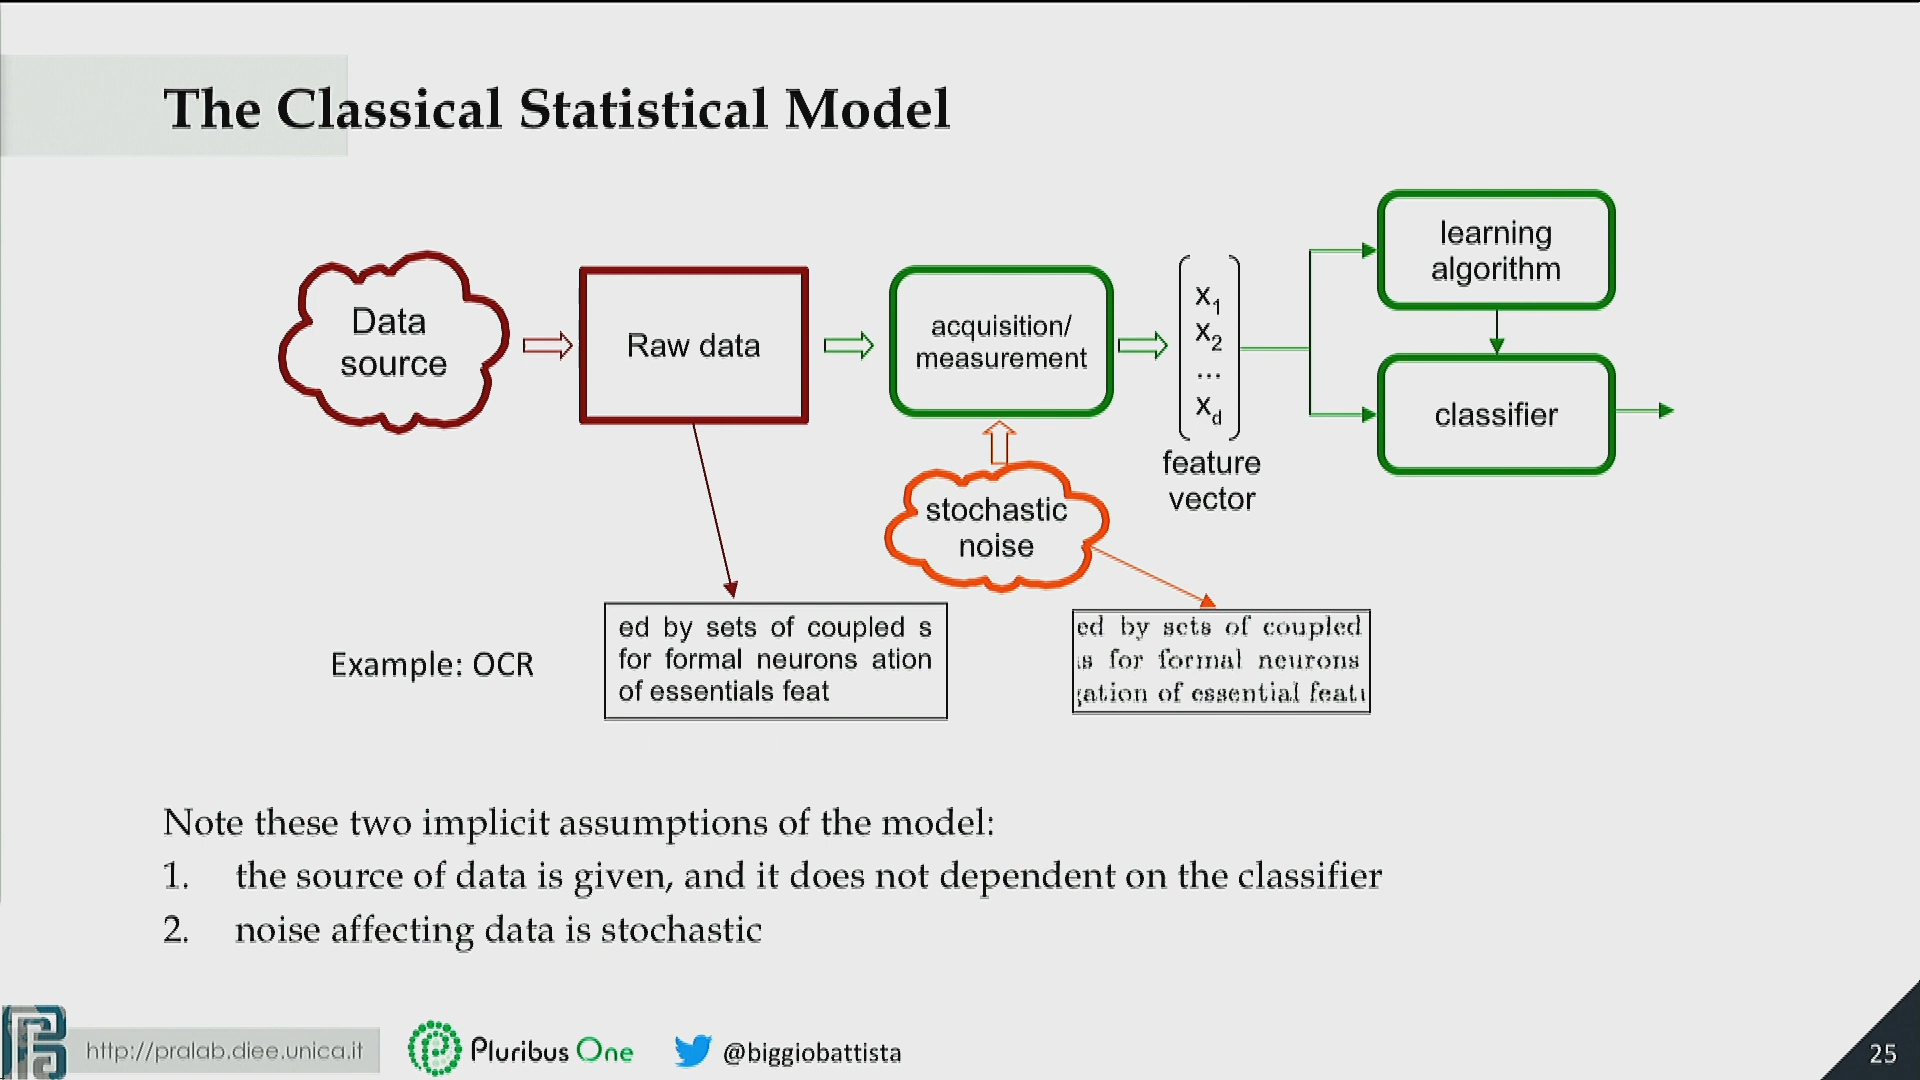 The Classical Statistical Model
Data
source
Raw data
acquisition/
measurement
x1
x2
...
xd
feature
vector
learning
algorithm
classifier
stochastic
noise
Example: OCR
ed by sets of coupled s
for formal neurons ation
of essentials feat
ed by sets of coupled
s for formal neurons
gation of essential featu
Note these two implicit assumptions of the model:
1. the source of data is given, and it does not dependent on the classifier
2. noise affecting data is stochastic
http://pralab.diee.unica.it
Pluribus One
@biggiobattista
25